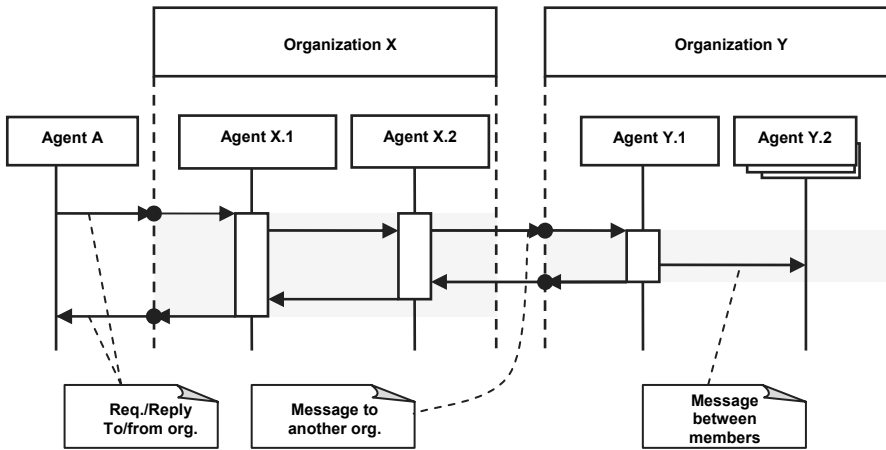 Organization X
Organization Y
Agent A
Agent X.1
Agent X.2
Agent Y.1
Agent Y.2
Req./Reply
To/from org.
Message to
another org.
Message
between
members